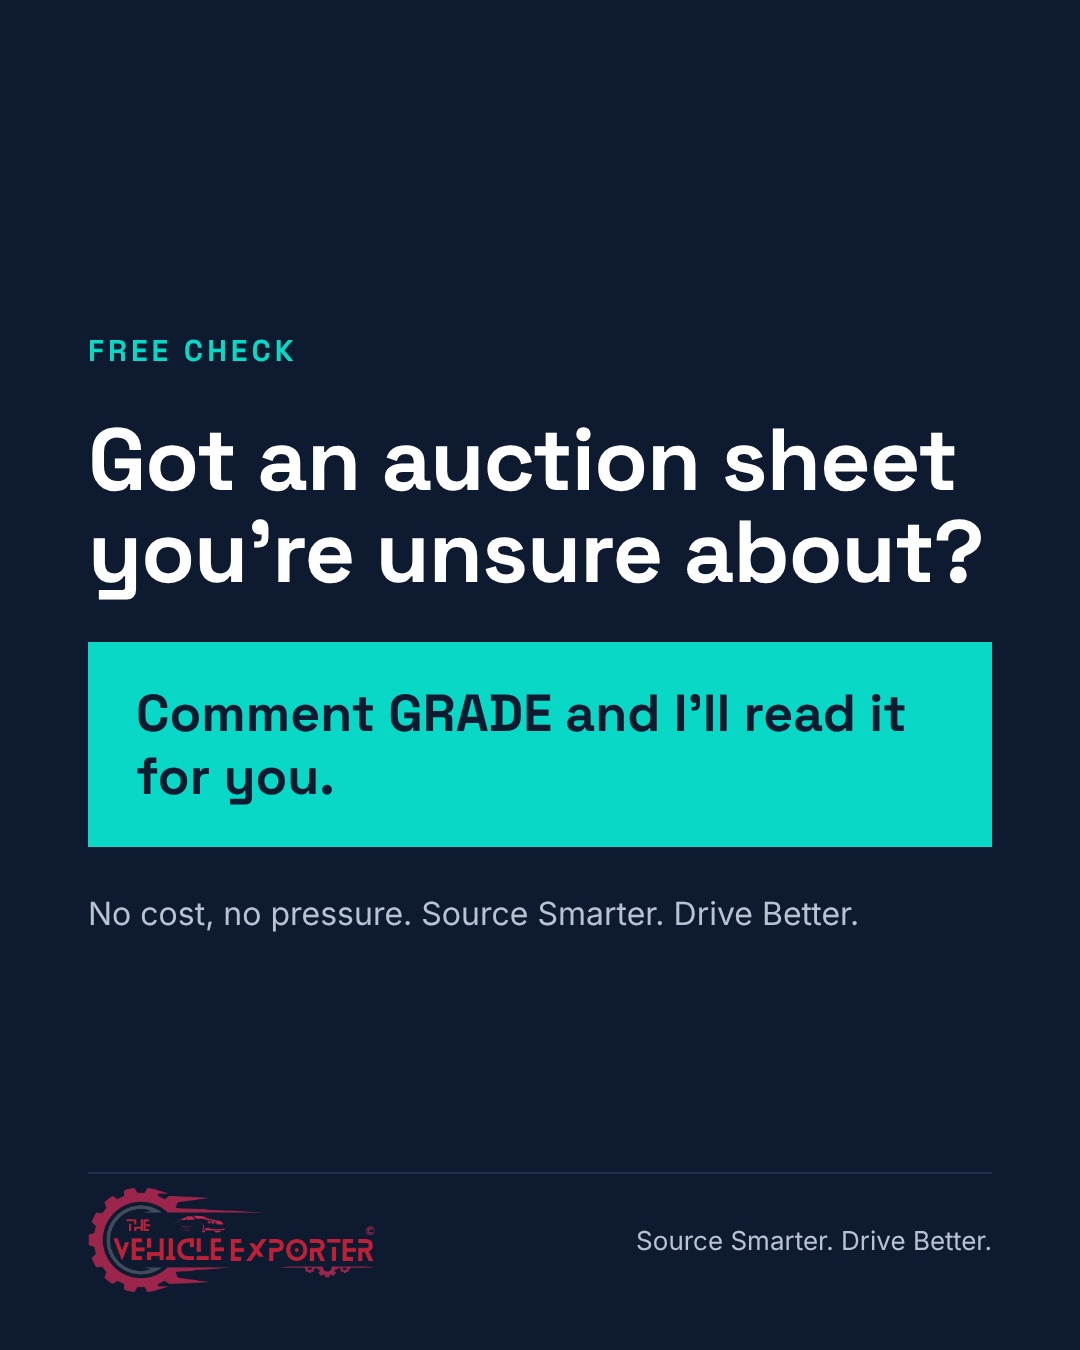 FREE CHECK
Got an auction sheet
you’re unsure about?
Comment GRADE and I’ll read it
for you.
No cost, no pressure. Source Smarter. Drive Better.
THE
VEHICLE EXPORTER
©
Source Smarter. Drive Better.